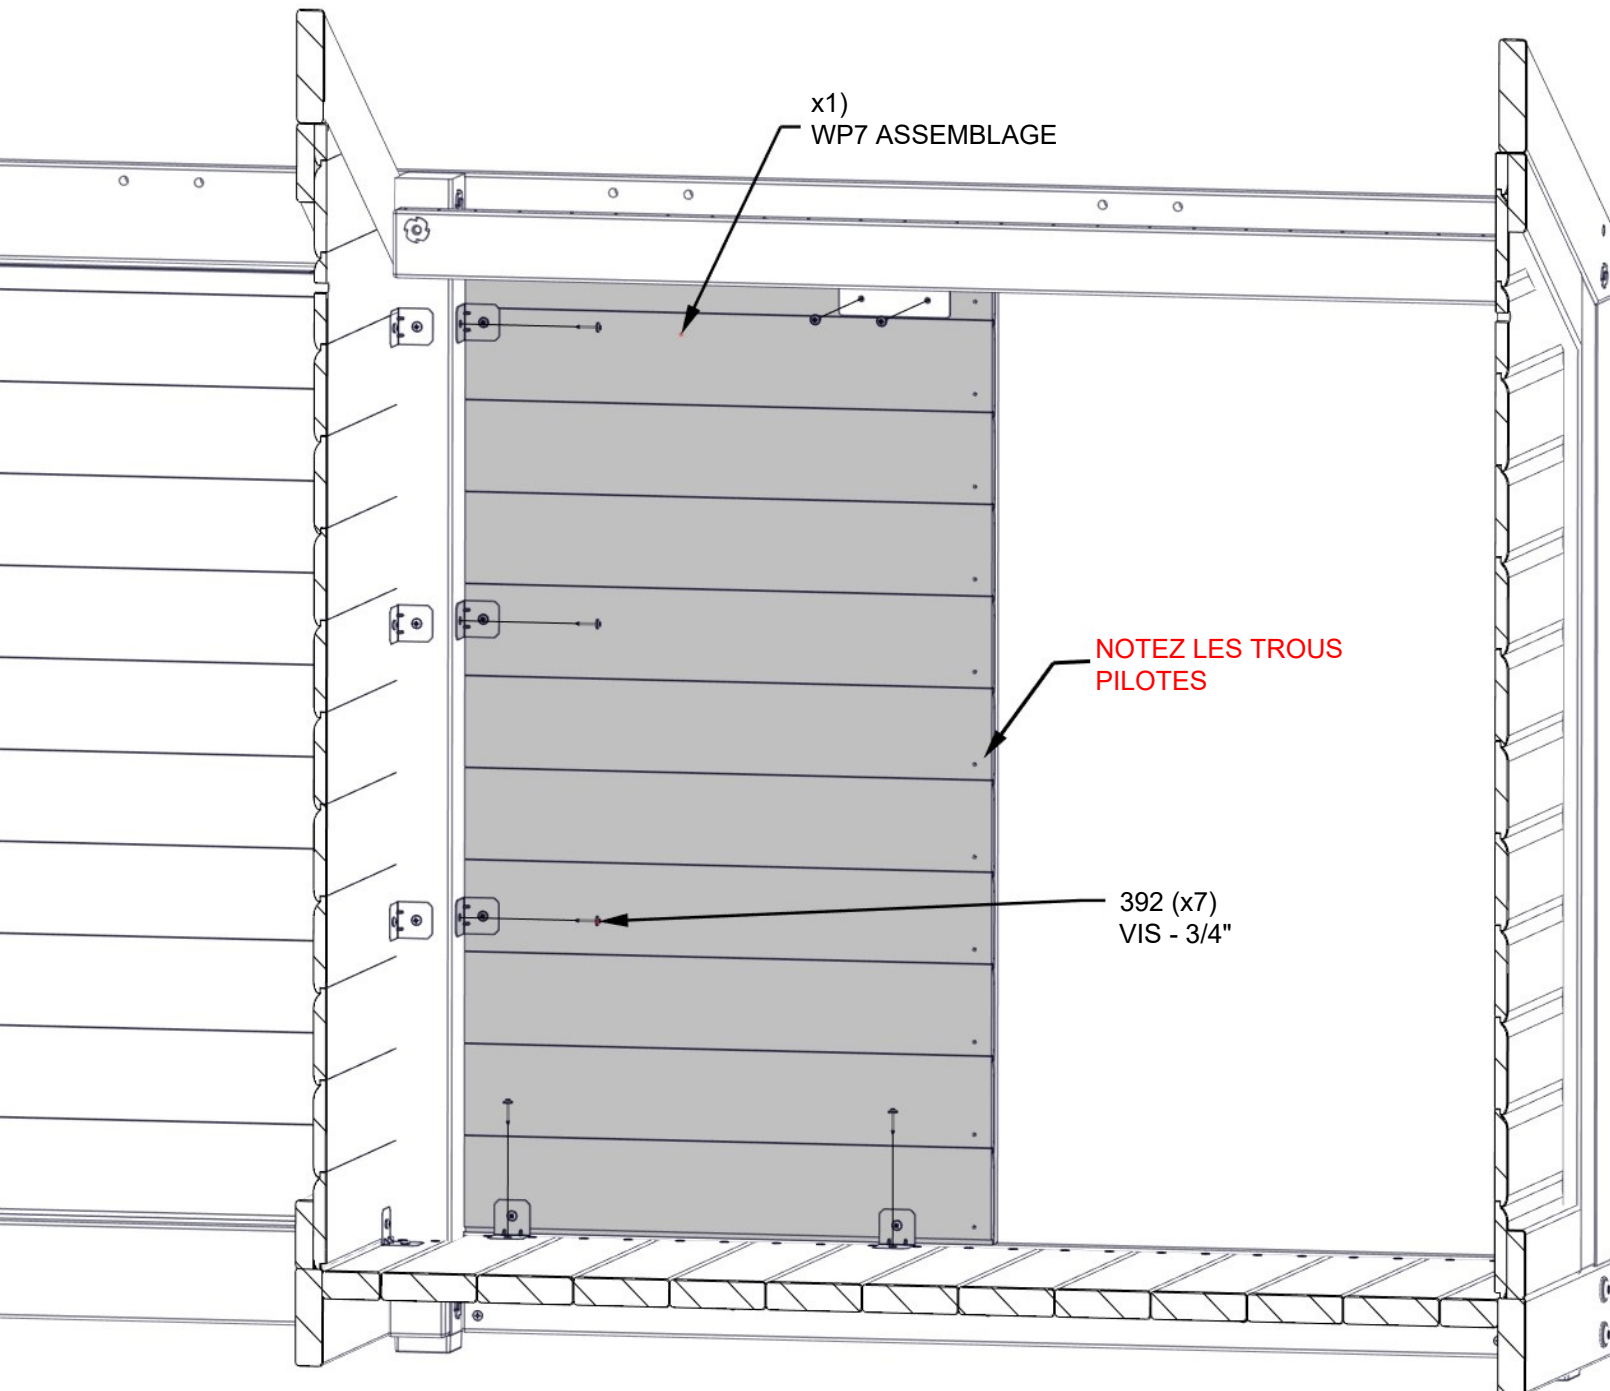 x1)
WP7 ASSEMBLAGE
NOTEZ LES TROUS
PILOTES
392 (x7)
VIS - 3/4"